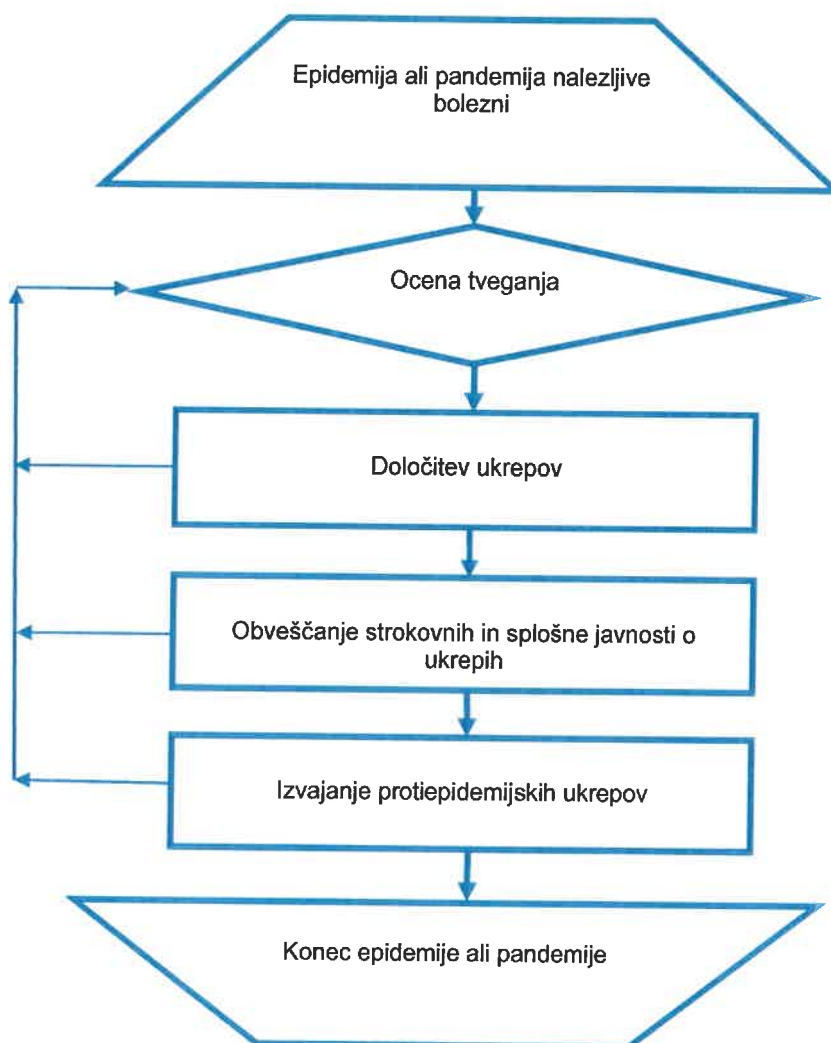 Epidemija ali pandemija nalezljive
bolezni
Ocena tveganja
Določitev ukrepov
Obveščanje strokovnih in splošne javnosti o
ukrepih
Izvajanje protiepidemijskih ukrepov
Konec epidemije ali pandemije